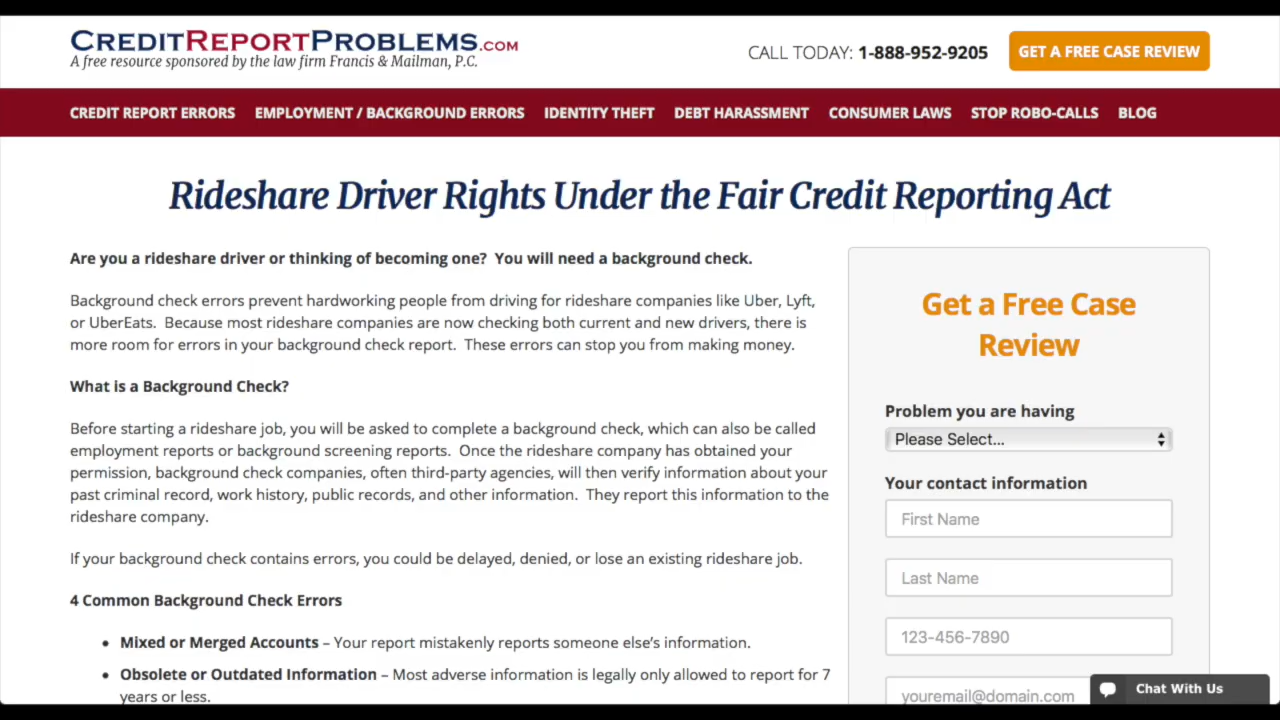 CREDITREPORTPROBLEMS.COM
A free resource sponsored by the law firm Francis & Mailman, P.C.
CALL TODAY: 1-888-952-9205
GET A FREE CASE REVIEW
CREDIT REPORT ERRORS EMPLOYMENT / BACKGROUND ERRORS IDENTITY THEFT DEBT HARASSMENT CONSUMER LAWS STOP ROBO-CALLS BLOG
Rideshare Driver Rights Under the Fair Credit Reporting Act
Are you a rideshare driver or thinking of becoming one? You will need a background check.
Background check errors prevent hardworking people from driving for rideshare companies like Uber, Lyft,
or UberEats. Because most rideshare companies are now checking both current and new drivers, there is
more room for errors in your background check report. These errors can stop you from making money.
What is a Background Check?
Before starting a rideshare job, you will be asked to complete a background check, which can also be called
employment reports or background screening reports. Once the rideshare company has obtained your
permission, background check companies, often third-party agencies, will then verify information about your
past criminal record, work history, public records, and other information. They report this information to the
rideshare company.
If your background check contains errors, you could be delayed, denied, or lose an existing rideshare job.
4 Common Background Check Errors
• Mixed or Merged Accounts – Your report mistakenly reports someone else's information.
• Obsolete or Outdated Information – Most adverse information is legally only allowed to report for 7
years or less.
Get a Free Case
Review
Problem you are having
Please Select...
Your contact information
First Name
Last Name
123-456-7890
youremail@domain.com
Chat With Us